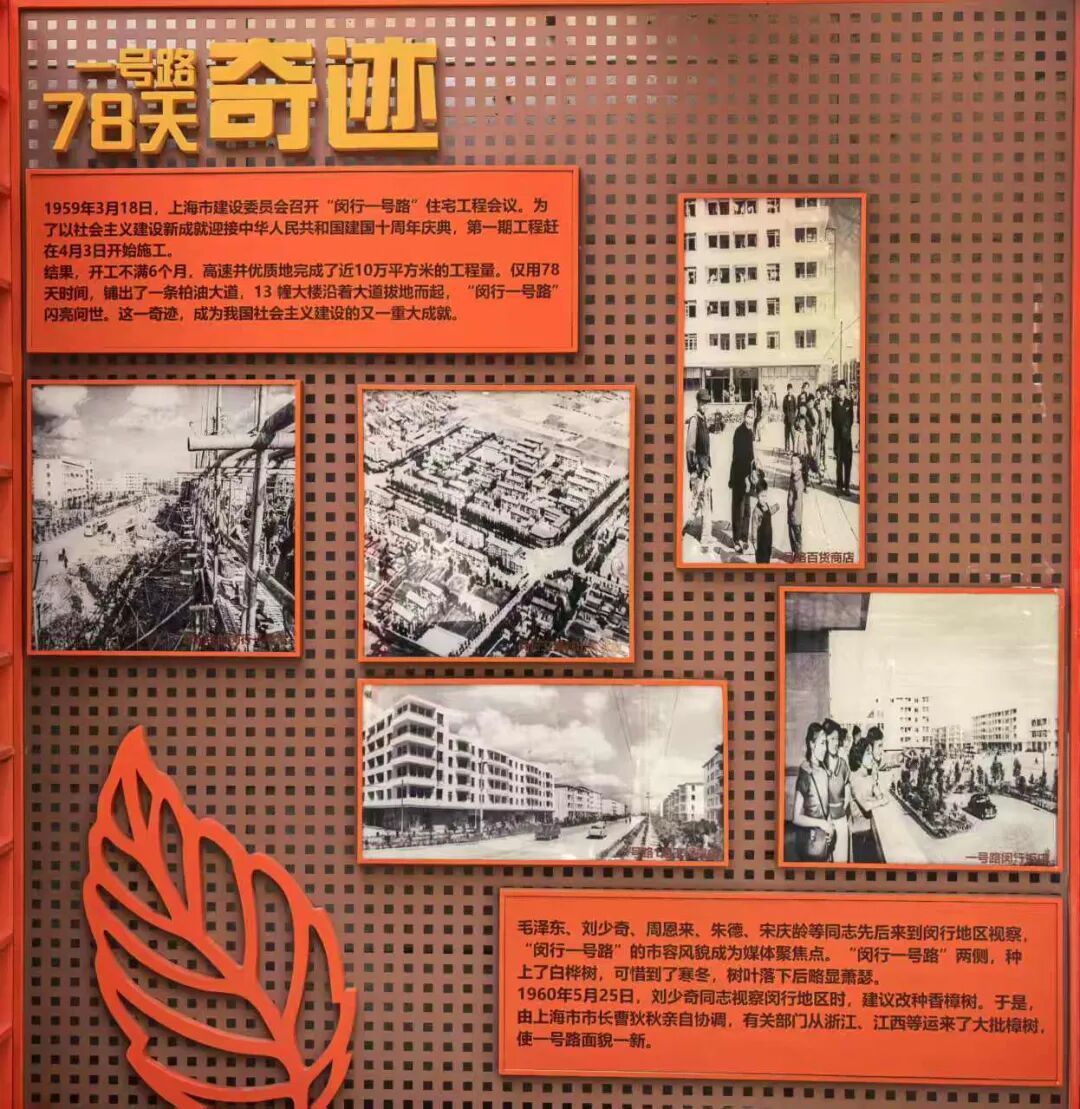 一号路
78天奇迹
1959年3月18日，上海市建设委员会召开“闵行一号路”住宅工程会议。为
了以社会主义建设新成就迎接中华人民共和国建国十周年庆典，第一期工程赶
在4月3日开始施工。
结果，开工不满6个月，高速并优质地完成了近10万平方米的工程量。仅用78
天时间，铺出了一条柏油大道，13 幢大楼沿着大道拔地而起，“闵行一号路”
闪亮问世。这一奇迹，成为我国社会主义建设的又一重大成就。
一号路百货商店
一号路闵行饭店
毛泽东、刘少奇、周恩来、朱德、宋庆龄等同志先后来到闵行地区视察，
“闵行一号路”的市容风貌成为媒体聚焦点。“闵行一号路”两侧，种
上了白桦树，可惜到了寒冬，树叶落下后略显萧瑟。
1960年5月25日，刘少奇同志视察闵行地区时，建议改种香樟树。于是，
由上海市市长曹狄秋亲自协调，有关部门从浙江、江西等运来了大批樟树，
使一号路面貌一新。